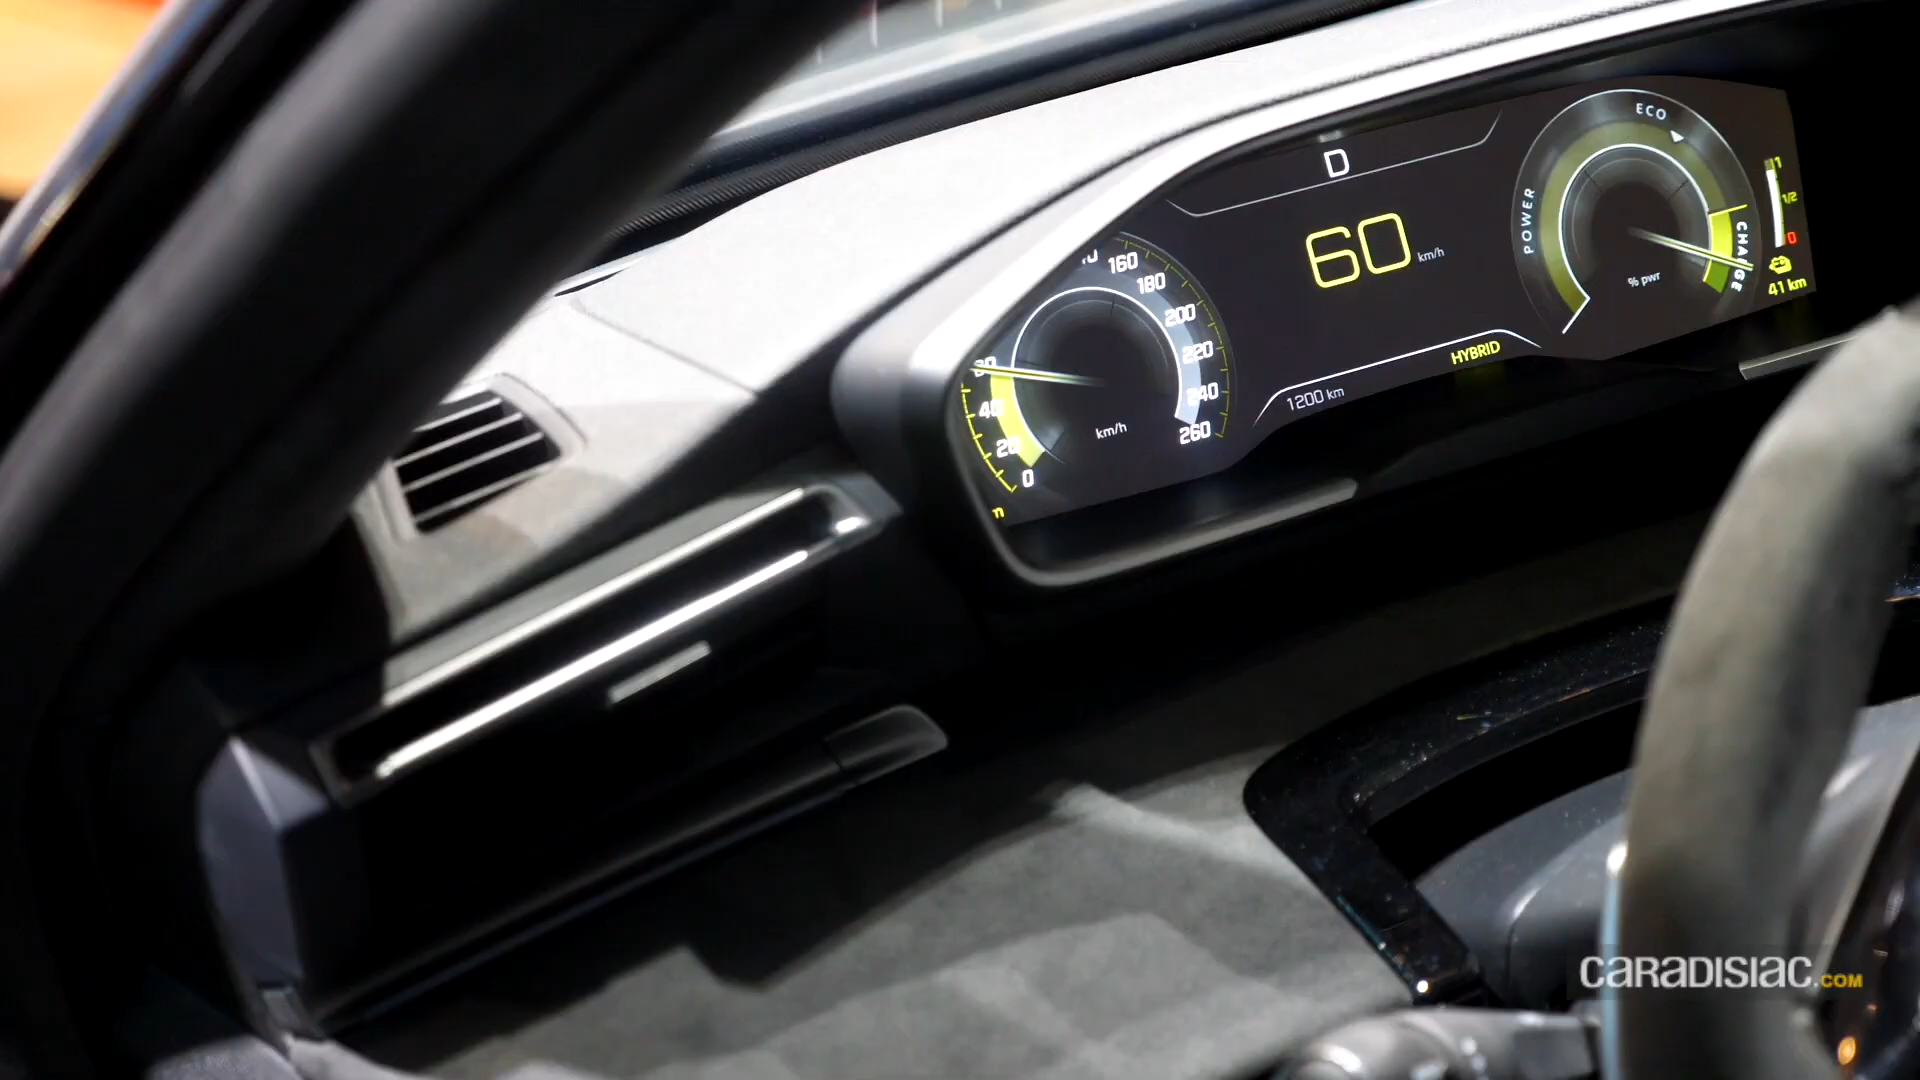 D
60 km/h
160
180
200
220
240
260
km/h
60
40
20
0
1200 km
HYBRID
POWER
ECO
CHARGE
% pwr
1
1/2
0
41 km
CARADISIAC.COM